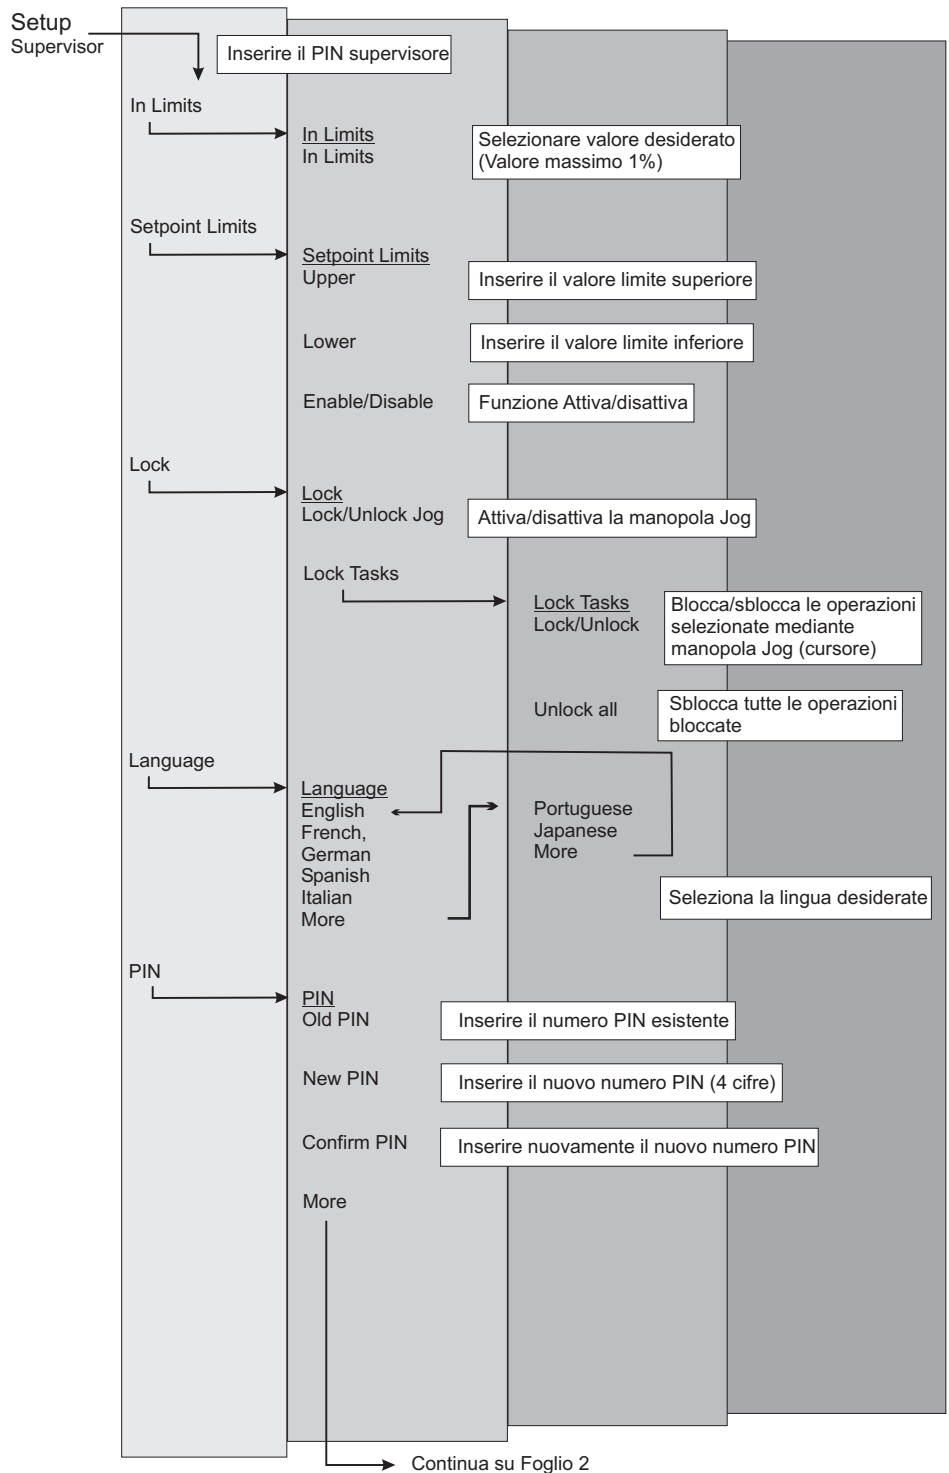 Setup
Supervisor
Inserire il PIN supervisore
In Limits
In Limits
In Limits
Selezionare valore desiderato
(Valore massimo 1%)
Setpoint Limits
Setpoint Limits
Upper
Inserire il valore limite superiore
Lower
Inserire il valore limite inferiore
Enable/Disable
Funzione Attiva/disattiva
Lock
Lock
Lock/Unlock Jog
Attiva/disattiva la manopola Jog
Lock Tasks
Lock Tasks
Lock/Unlock
Blocca/sblocca le operazioni
selezionate mediante
manopola Jog (cursore)
Unlock all
Sblocca tutte le operazioni
bloccate
Language
Language
English
French,
German
Spanish
Italian
More
Portuguese
Japanese
More
Seleziona la lingua desiderate
PIN
PIN
Old PIN
Inserire il numero PIN esistente
New PIN
Inserire il nuovo numero PIN (4 cifre)
Confirm PIN
Inserire nuovamente il nuovo numero PIN
More
Continua su Foglio 2